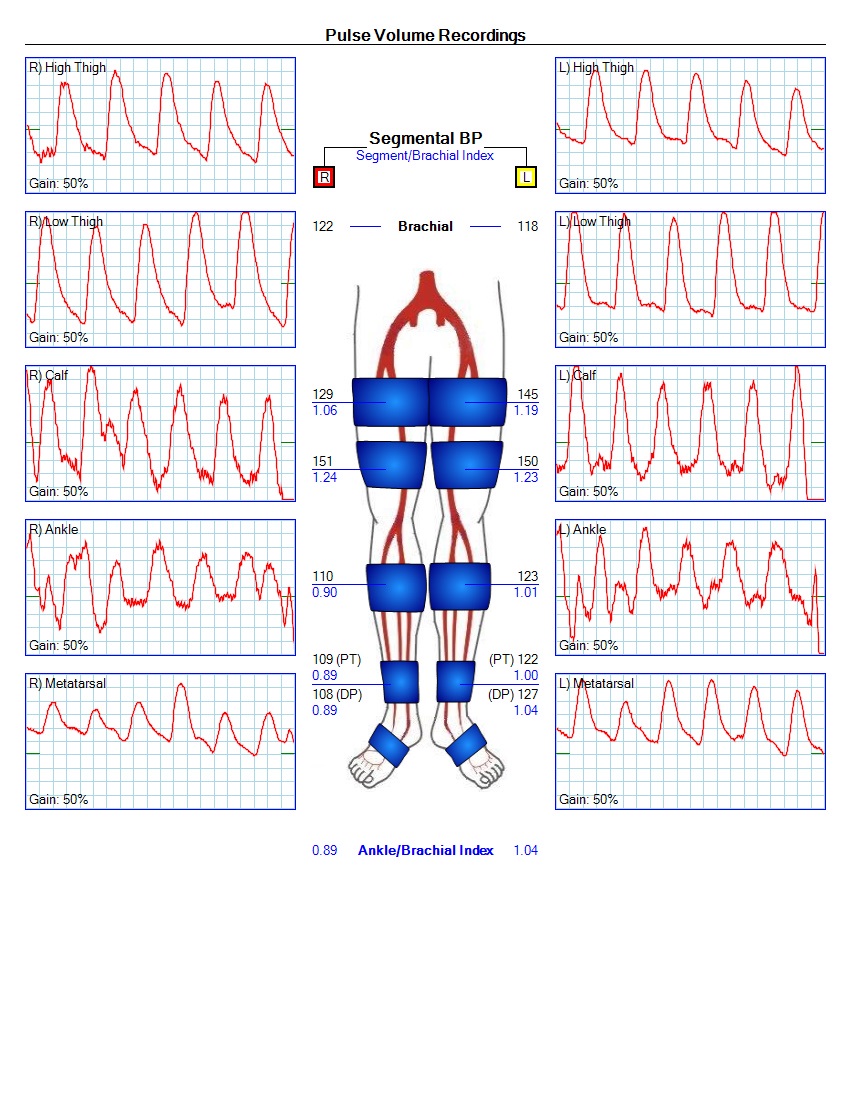 Pulse Volume Recordings
R) High Thigh
Gain: 50%
L) High Thigh
Gain: 50%
Segmental BP
Segment/Brachial Index
R
L
R) Low Thigh
Gain: 50%
122 Brachial 118
L) Low Thigh
Gain: 50%
R) Calf
Gain: 50%
129
1.06
145
1.19
151
1.24
150
1.23
L) Calf
Gain: 50%
R) Ankle
Gain: 50%
110
0.90
123
1.01
L) Ankle
Gain: 50%
109 (PT)
0.89
108 (DP)
0.89
(PT) 122
1.00
(DP) 127
1.04
R) Metatarsal
Gain: 50%
L) Metatarsal
Gain: 50%
0.89 Ankle/Brachial Index 1.04